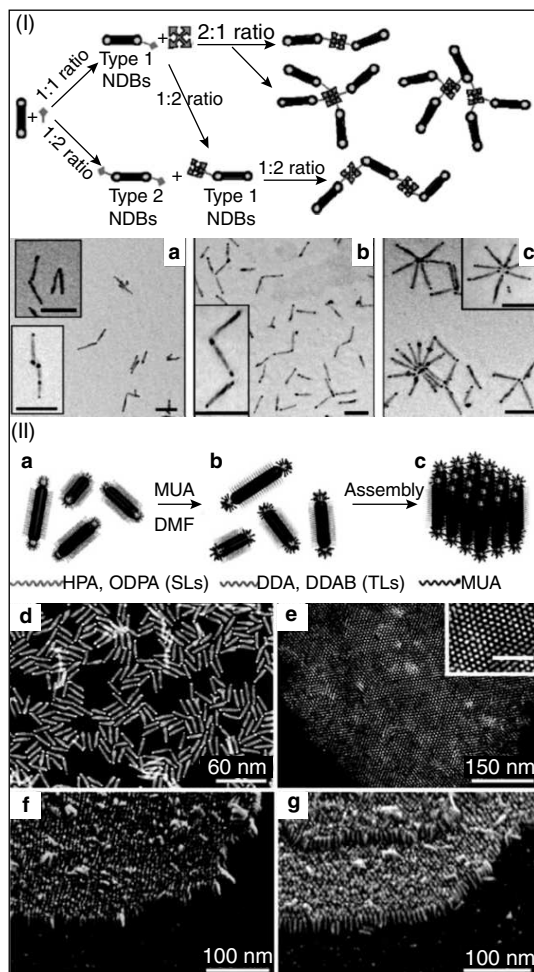 (I)
1:1 ratio
Type 1
NDBs
2:1 ratio
1:2 ratio
1:2 ratio
Type 2
NDBs
Type 1
NDBs
1:2 ratio
a
b
c
(II)
a
MUA
DMF
b
Assembly
c
HPA, ODPA (SLs)
DDA, DDAB (TLs)
MUA
d
60 nm
e
150 nm
f
100 nm
g
100 nm